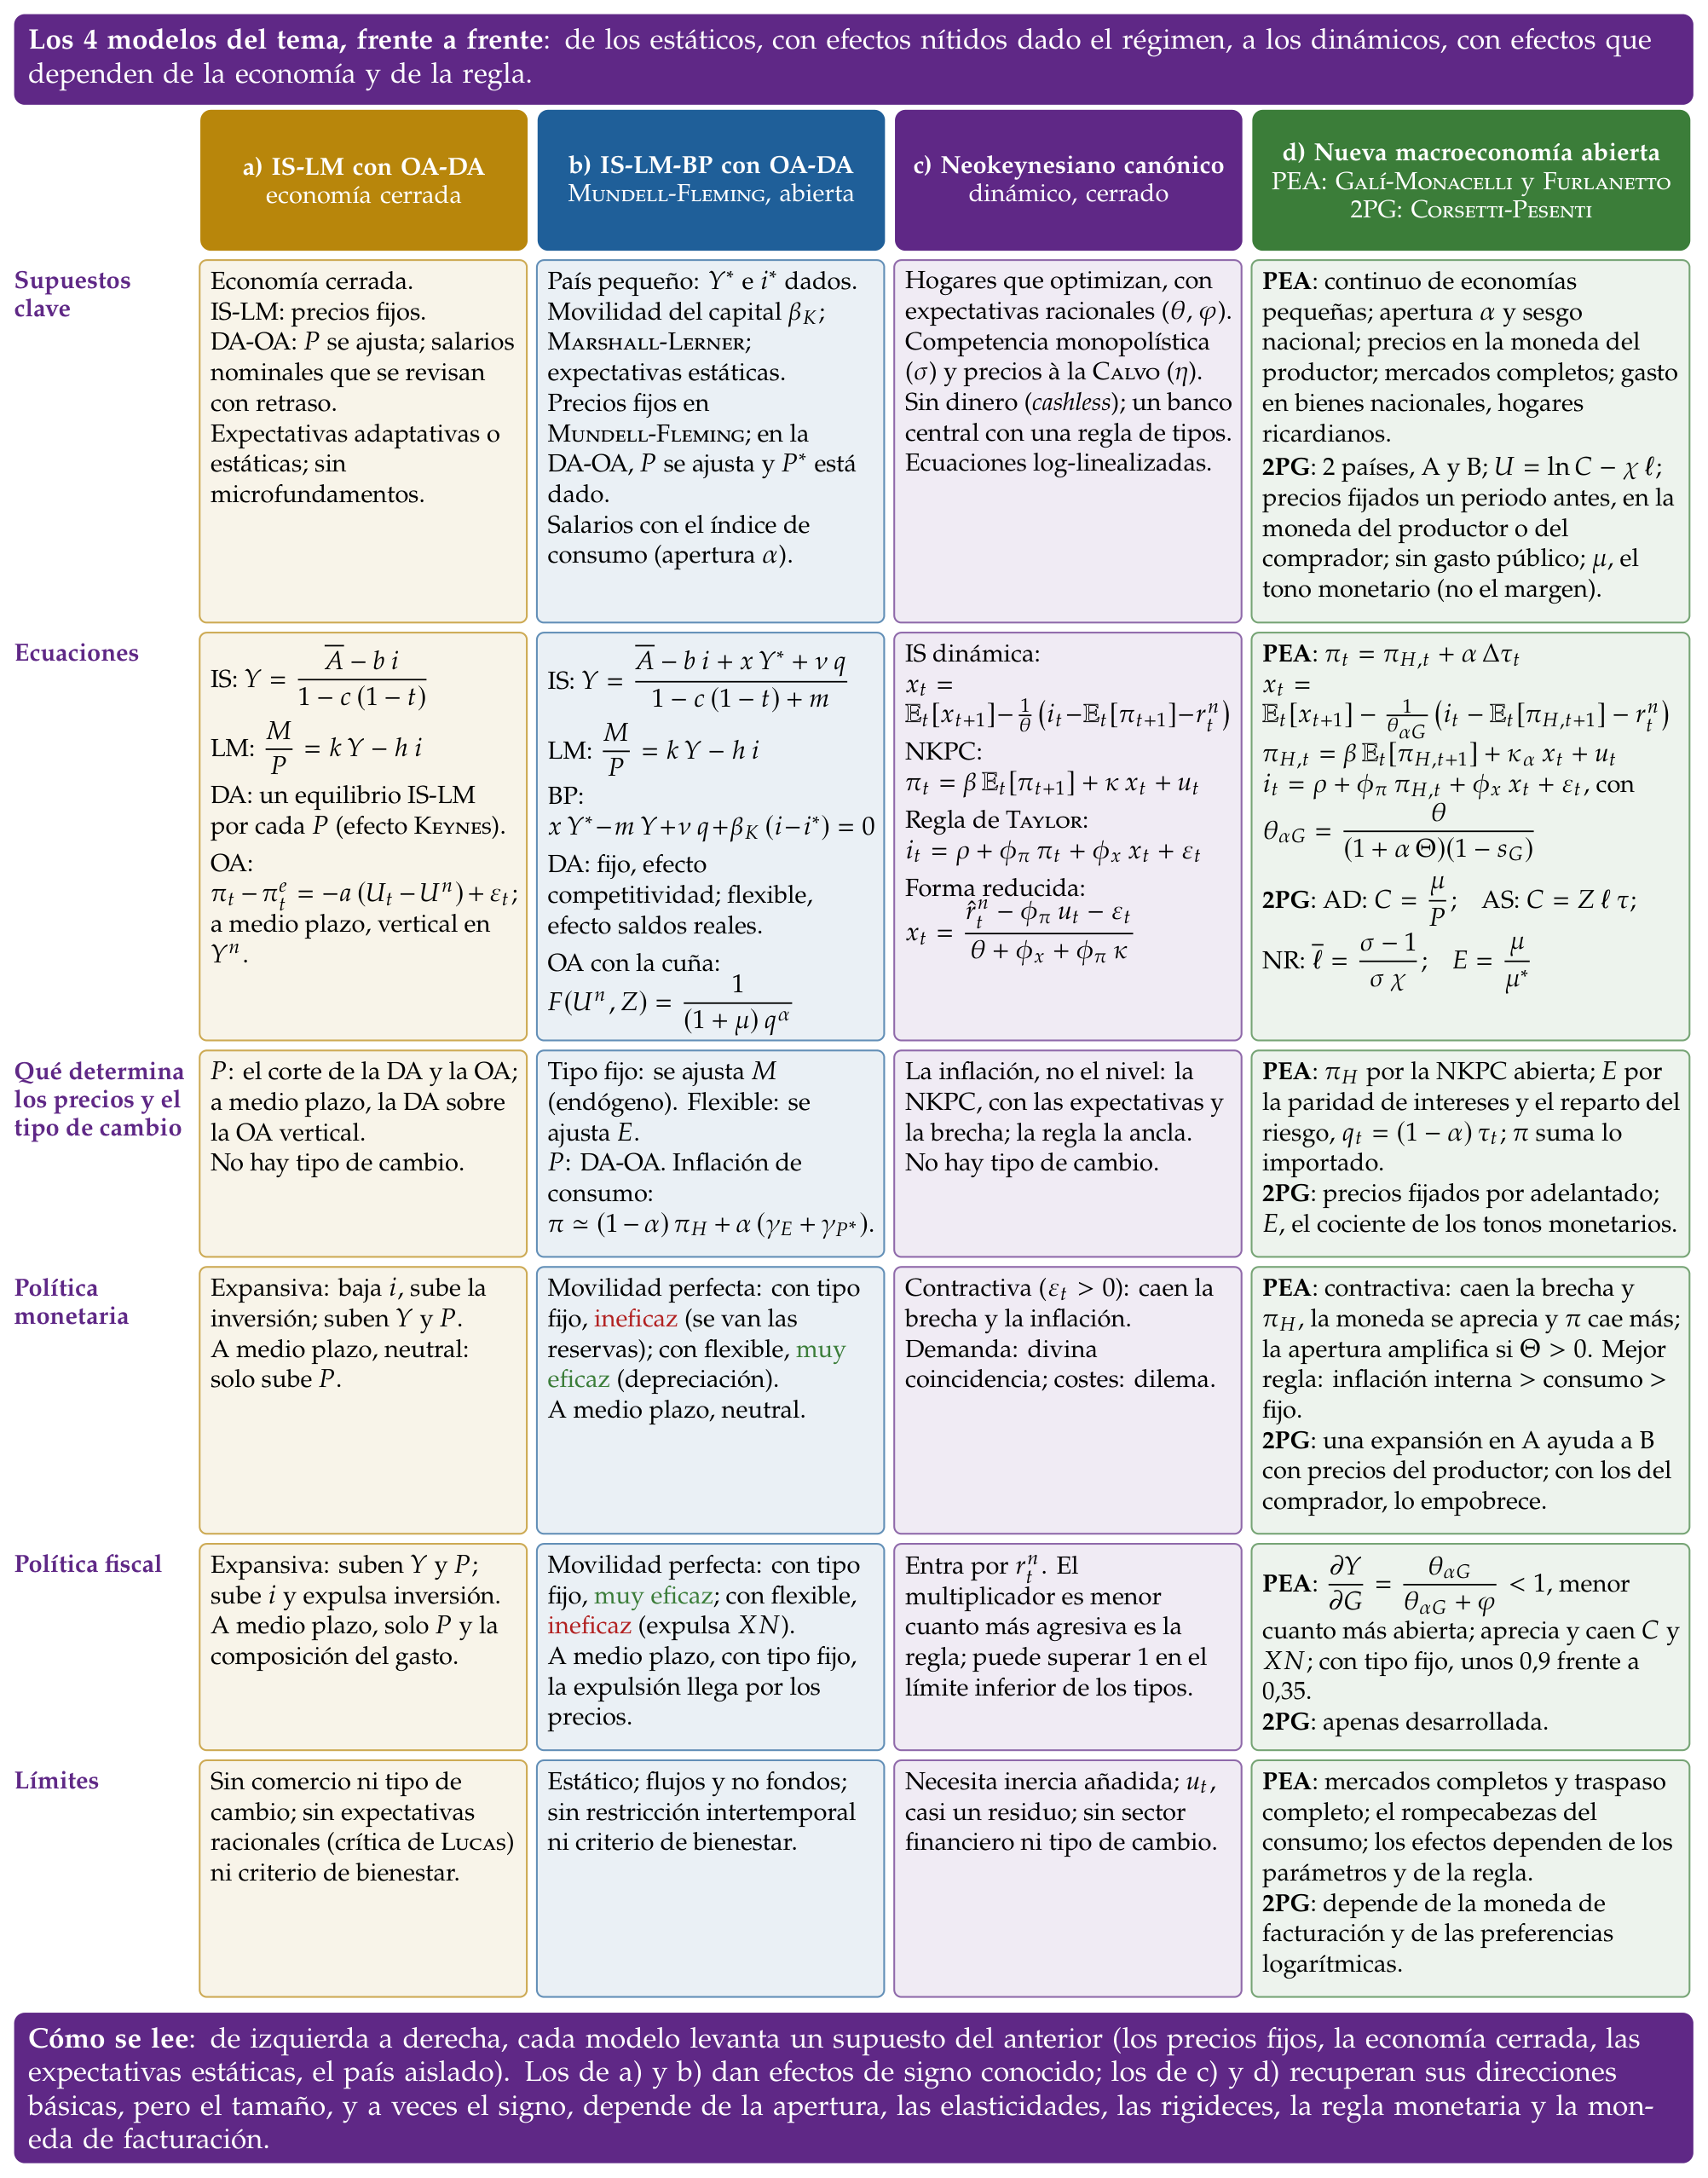 Los 4 modelos del tema, frente a frente: de los estáticos, con efectos nítidos dado el régimen, a los dinámicos, con efectos que
dependen de la economía y de la regla.
a) IS-LM con OA-DA
economía cerrada
b) IS-LM-BP con OA-DA
Mundell-Fleming, abierta
c) Neokeynesiano canónico
dinámico, cerrado
d) Nueva macroeconomía abierta
PEA: Galí-Monacelli y Furlanetto
2PG: Corsetti-Pesenti
Supuestos
clave
Economía cerrada.
IS-LM: precios fijos.
DA-OA: P se ajusta; salarios
nominales que se revisan
con retraso.
Expectativas adaptativas o
estáticas; sin
microfundamentos.
País pequeño: Y* e i* dados.
Movilidad del capital β_K;
Marshall-Lerner;
expectativas estáticas.
Precios fijos en
Mundell-Fleming; en la
DA-OA, P se ajusta y P* está
dado.
Salarios con el índice de
consumo (apertura α).
Hogares que optimizan, con
expectativas racionales (θ, φ).
Competencia monopolística
(σ) y precios à la Calvo (η).
Sin dinero (cashless); un banco
central con una regla de tipos.
Ecuaciones log-linealizadas.
PEA: continuo de economías
pequeñas; apertura α y sesgo
nacional; precios en la moneda del
productor; mercados completos; gasto
en bienes nacionales, hogares
ricardianos.
2PG: 2 países, A y B; U = ln C − χ ℓ;
precios fijados un periodo antes, en la
moneda del productor o del
comprador; sin gasto público; μ, el
tono monetario (no el margen).
Ecuaciones
IS: Y = (A̅ − b i) / (1 − c (1 − t))
LM: M/P = k Y − h i
DA: un equilibrio IS-LM
por cada P (efecto Keynes).
OA:
π_t − π_t^e = −a (U_t − U^n) + ε_t;
a medio plazo, vertical en
Y^n.
IS: Y = (A̅ − b i + x Y* + ν q) / (1 − c (1 − t) + m)
LM: M/P = k Y − h i
BP:
x Y* − m Y + ν q + β_K (i − i*) = 0
DA: fijo, efecto
competitividad; flexible,
efecto saldos reales.
OA con la cuña:
F(U^n, Z) = 1 / ((1 + μ) q^α)
IS dinámica:
x_t =
𝔼_t[x_{t+1}] − 1/θ (i_t − 𝔼_t[π_{t+1}] − r_t^n)
NKPC:
π_t = β 𝔼_t[π_{t+1}] + κ x_t + u_t
Regla de Taylor:
i_t = ρ + ϕ_π π_t + ϕ_x x_t + ε_t
Forma reducida:
x_t = (r̂_t^n − ϕ_π u_t − ε_t) / (θ + ϕ_x + ϕ_π κ)
PEA: π_t = π_{H,t} + α Δτ_t
x_t =
𝔼_t[x_{t+1}] − 1/θ_{αG} (i_t − 𝔼_t[π_{H,t+1}] − r_t^n)
π_{H,t} = β 𝔼_t[π_{H,t+1}] + κ_α x_t + u_t
i_t = ρ + ϕ_π π_{H,t} + ϕ_x x_t + ε_t, con
θ_{αG} = θ / ((1 + α Θ)(1 − s_G))
2PG: AD: C = μ/P; AS: C = Z ℓ τ;
NR: ℓ̅ = (σ − 1) / (σ χ); E = μ/μ*
Qué determina
los precios y el
tipo de cambio
P: el corte de la DA y la OA;
a medio plazo, la DA sobre
la OA vertical.
No hay tipo de cambio.
Tipo fijo: se ajusta M
(endógeno). Flexible: se
ajusta E.
P: DA-OA. Inflación de
consumo:
π ≃ (1 − α) π_H + α (γ_E + γ_{P*}).
La inflación, no el nivel: la
NKPC, con las expectativas y
la brecha; la regla la ancla.
No hay tipo de cambio.
PEA: π_H por la NKPC abierta; E por
la paridad de intereses y el reparto del
riesgo, q_t = (1 − α) τ_t; π suma lo
importado.
2PG: precios fijados por adelantado;
E, el cociente de los tonos monetarios.
Política
monetaria
Expansiva: baja i, sube la
inversión; suben Y y P.
A medio plazo, neutral:
solo sube P.
Movilidad perfecta: con tipo
fijo, ineficaz (se van las
reservas); con flexible, muy
eficaz (depreciación).
A medio plazo, neutral.
Contractiva (ε_t > 0): caen la
brecha y la inflación.
Demanda: divina
coincidencia; costes: dilema.
PEA: contractiva: caen la brecha y
π_H, la moneda se aprecia y π cae más;
la apertura amplifica si Θ > 0. Mejor
regla: inflación interna > consumo >
fijo.
2PG: una expansión en A ayuda a B
con precios del productor; con los del
comprador, lo empobrece.
Política fiscal
Expansiva: suben Y y P;
sube i y expulsa inversión.
A medio plazo, solo P y la
composición del gasto.
Movilidad perfecta: con tipo
fijo, muy eficaz; con flexible,
ineficaz (expulsa XN).
A medio plazo, con tipo fijo,
la expulsión llega por los
precios.
Entra por r_t^n. El
multiplicador es menor
cuanto más agresiva es la
regla; puede superar 1 en el
límite inferior de los tipos.
PEA: ∂Y/∂G = θ_{αG} / (θ_{αG} + φ) < 1, menor
cuanto más abierta; aprecia y caen C y
XN; con tipo fijo, unos 0,9 frente a
0,35.
2PG: apenas desarrollada.
Límites
Sin comercio ni tipo de
cambio; sin expectativas
racionales (crítica de Lucas)
ni criterio de bienestar.
Estático; flujos y no fondos;
sin restricción intertemporal
ni criterio de bienestar.
Necesita inercia añadida; u_t,
casi un residuo; sin sector
financiero ni tipo de cambio.
PEA: mercados completos y traspaso
completo; el rompecabezas del
consumo; los efectos dependen de los
parámetros y de la regla.
2PG: depende de la moneda de
facturación y de las preferencias
logarítmicas.
Cómo se lee: de izquierda a derecha, cada modelo levanta un supuesto del anterior (los precios fijos, la economía cerrada, las
expectativas estáticas, el país aislado). Los de a) y b) dan efectos de signo conocido; los de c) y d) recuperan sus direcciones
básicas, pero el tamaño, y a veces el signo, depende de la apertura, las elasticidades, las rigideces, la regla monetaria y la mon-
eda de facturación.